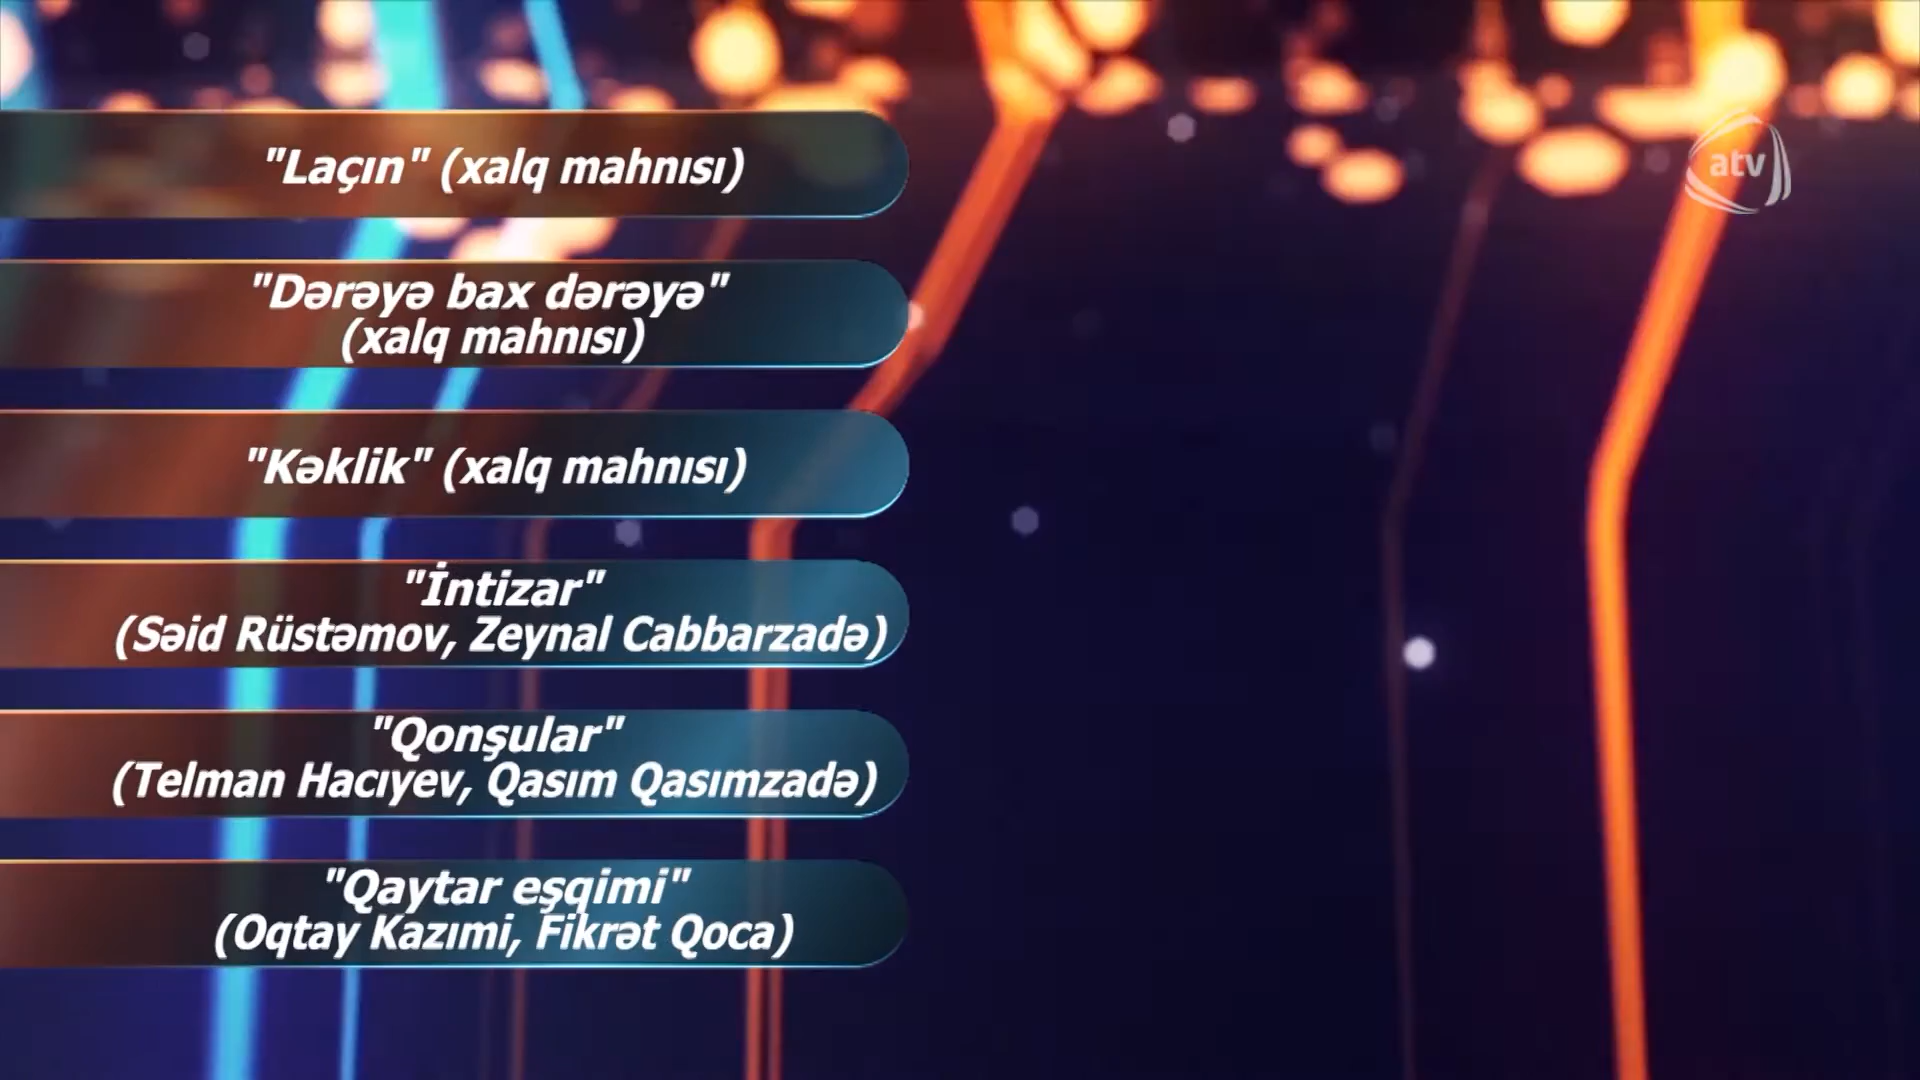 "Laçın" (xalq mahnısı)
"Dərəyə bax dərəyə"
(xalq mahnısı)
"Kəklik" (xalq mahnısı)
"İntizar"
(Səid Rüstəmov, Zeynal Cabbarzadə)
"Qonşular"
(Telman Hacıyev, Qasım Qasımzadə)
"Qaytar eşqimi"
(Oqtay Kazımi, Fikrət Qoca)
atv